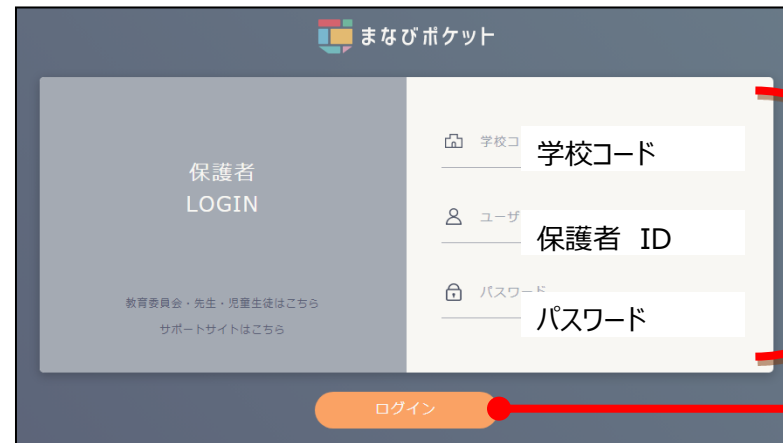 まなびポケット
保護者
LOGIN
教育委員会・先生・児童生徒はこちら
サポートサイトはこちら
学校コ
学校コード
ユーザ
保護者 ID
パスワード
パスワード
ログイン